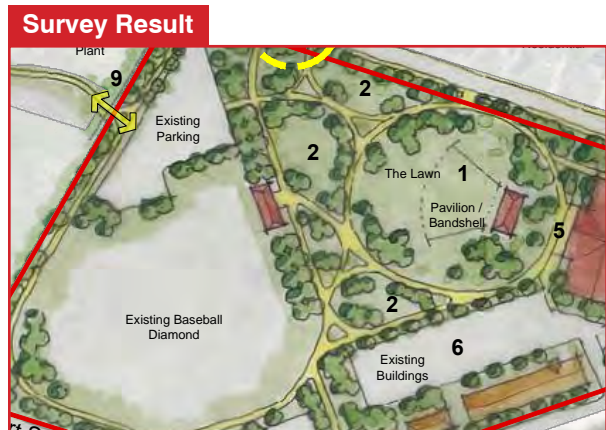 Survey Result
Plant
9
2
Existing
Parking
2
The Lawn
1
Pavilion /
Bandshell
5
2
Existing Baseball
Diamond
6
Existing
Buildings